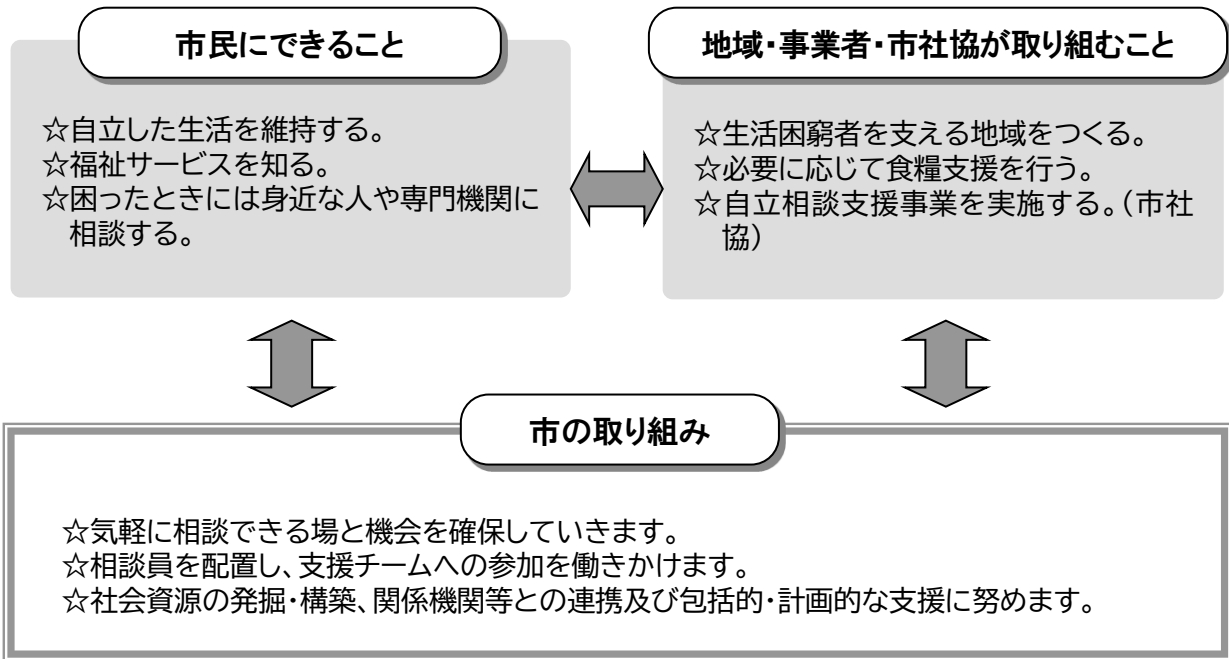 市民にできること
☆自立した生活を維持する。
☆福祉サービスを知る。
☆困ったときには身近な人や専門機関に
相談する。
地域・事業者・市社協が取り組むこと
☆生活困窮者を支える地域をつくる。
☆必要に応じて食糧支援を行う。
☆自立相談支援事業を実施する。(市社
協)
市の取り組み
☆気軽に相談できる場と機会を確保していきます。
☆相談員を配置し、支援チームへの参加を働きかけます。
☆社会資源の発掘・構築、関係機関等との連携及び包括的・計画的な支援に努めます。